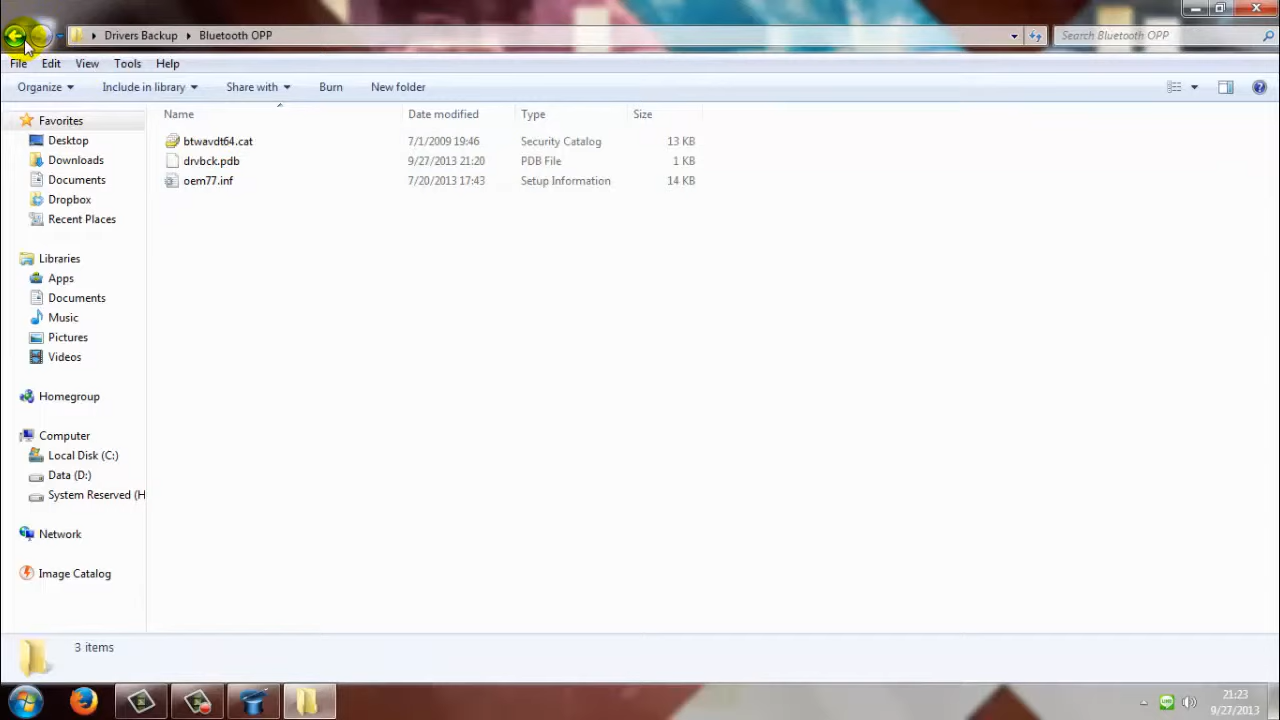 Drivers Backup Bluetooth OPP
Search Bluetooth OPP
File Edit View Tools Help
Organize Include in library Share with Burn New folder
Name Date modified Type Size
btwavdt64.cat 7/1/2009 19:46 Security Catalog 13 KB
drvbck.pdb 9/27/2013 21:20 PDB File 1 KB
oem77.inf 7/20/2013 17:43 Setup Information 14 KB
Favorites
Desktop
Downloads
Documents
Dropbox
Recent Places
Libraries
Apps
Documents
Music
Pictures
Videos
Homegroup
Computer
Local Disk (C:)
Data (D:)
System Reserved (H
Network
Image Catalog
3 items
21:23
9/27/2013